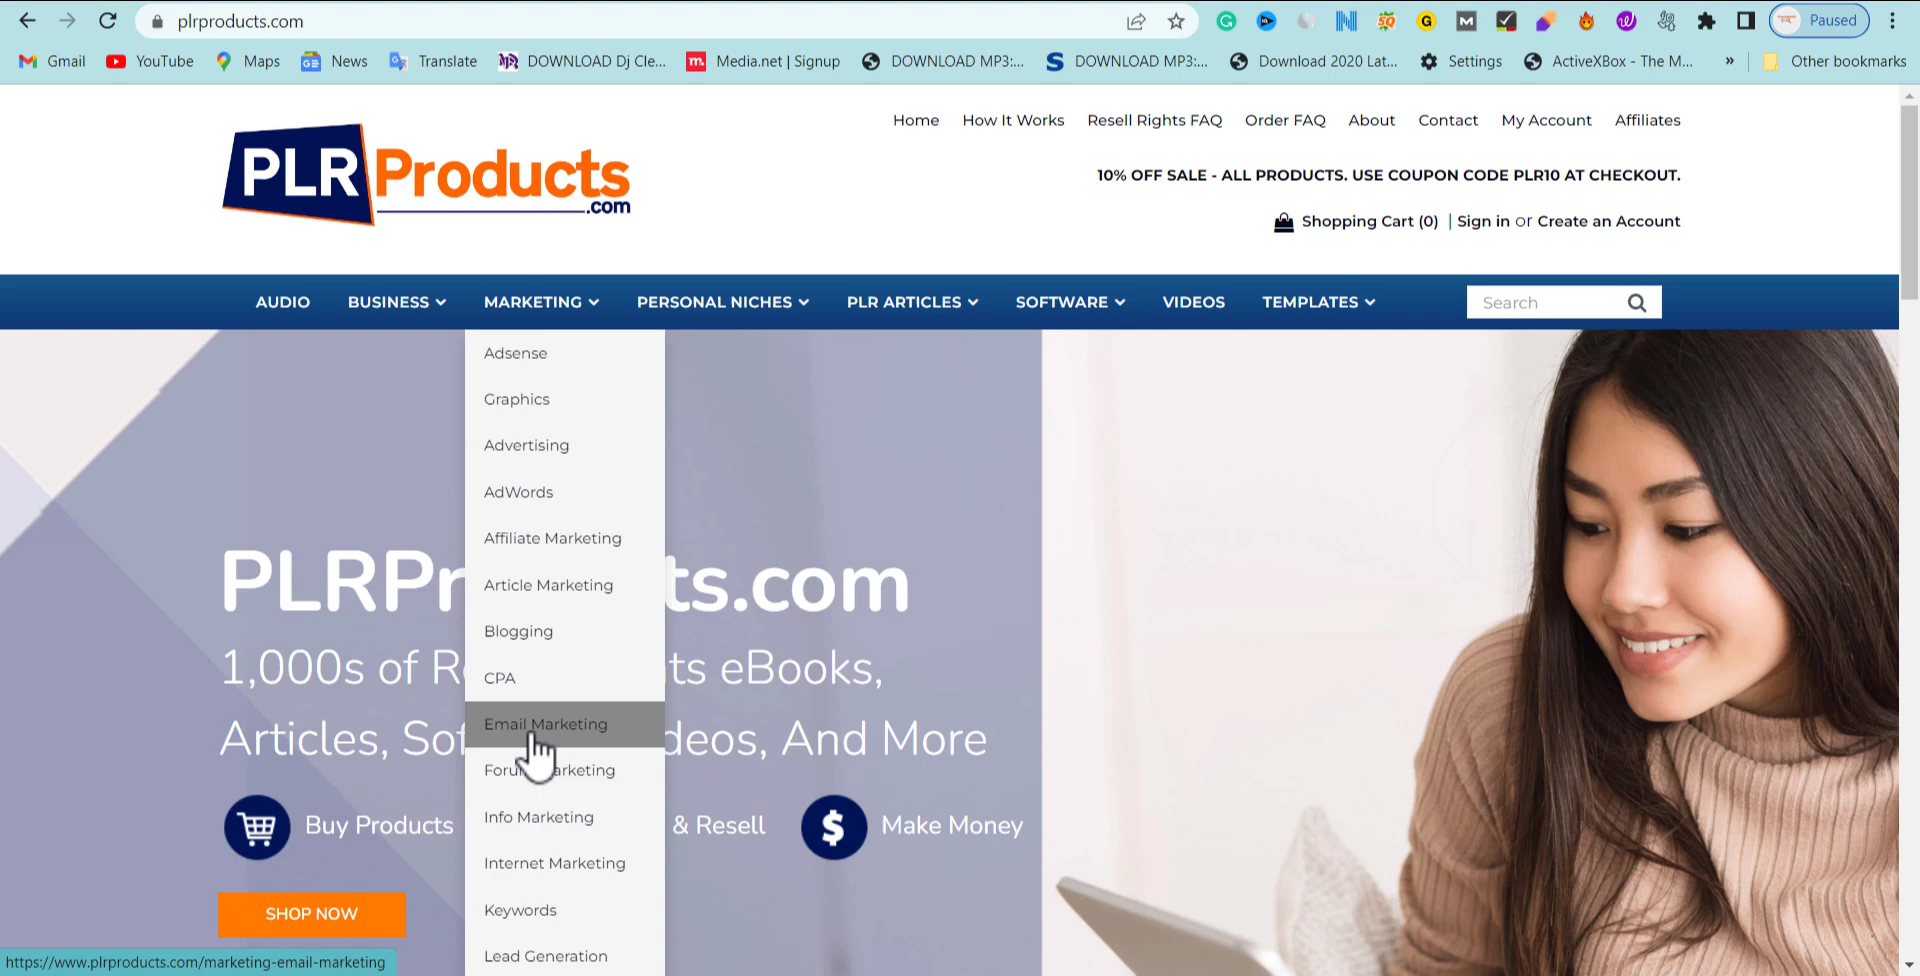 plrproducts.com
Paused
Gmail
YouTube
Maps
News
Translate
DOWNLOAD Dj Cle...
Media.net | Signup
DOWNLOAD MP3:...
DOWNLOAD MP3:...
Download 2020 Lat...
Settings
ActiveXBox - The M...
»
Other bookmarks
PLR Products
.com
Home
How It Works
Resell Rights FAQ
Order FAQ
About
Contact
My Account
Affiliates
10% OFF SALE - ALL PRODUCTS. USE COUPON CODE PLR10 AT CHECKOUT.
Shopping Cart (0) | Sign in or Create an Account
AUDIO
BUSINESS
MARKETING
PERSONAL NICHES
PLR ARTICLES
SOFTWARE
VIDEOS
TEMPLATES
Search
Adsense
Graphics
Advertising
AdWords
Affiliate Marketing
Article Marketing
Blogging
CPA
Email Marketing
Info Marketing
Internet Marketing
Keywords
Lead Generation
PLRPr ts.com
1,000s of R ts eBooks,
Articles, Sof deos, And More
Buy Products
& Resell
$
Make Money
SHOP NOW
https://www.plrproducts.com/marketing-email-marketing